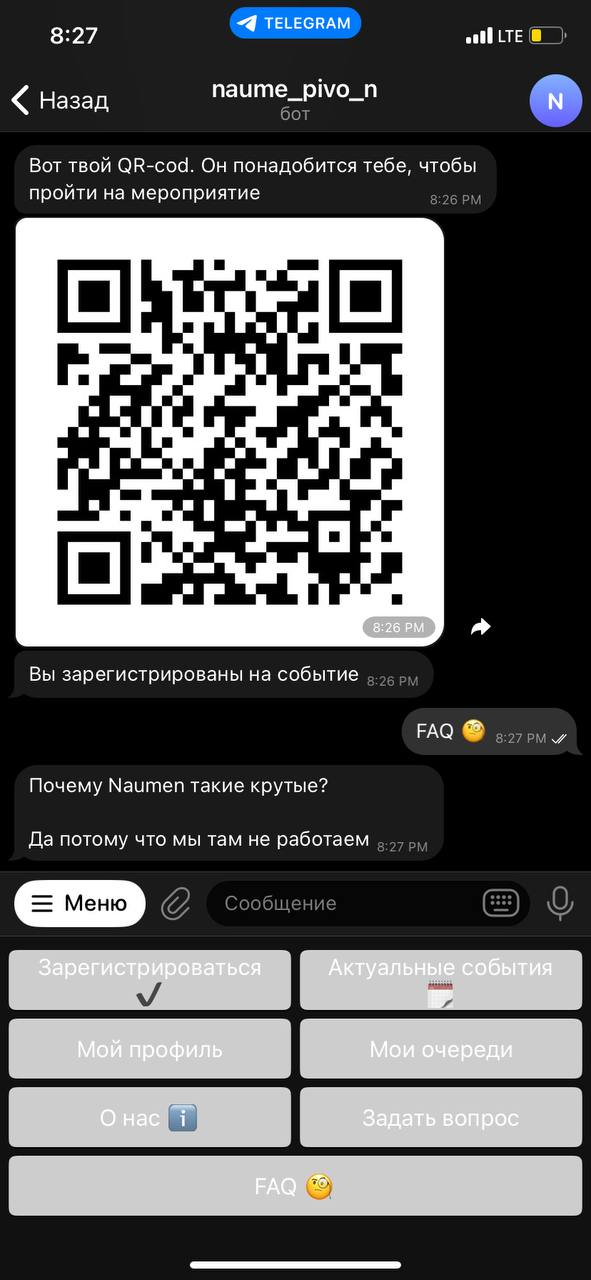 8:27
TELEGRAM
LTE
Назад
naume_pivo_n
бот
N
Вот твой QR-cod. Он понадобится тебе, чтобы
пройти на мероприятие
8:26 PM
8:26 PM
Вы зарегистрированы на событие 8:26 PM
FAQ 🧐 8:27 PM
Почему Naumen такие крутые?
Да потому что мы там не работаем 8:27 PM
Меню
Сообщение
Зарегистрироваться ✔️
Актуальные события 🗓
Мой профиль
Мои очереди
О нас ℹ️
Задать вопрос
FAQ 🧐